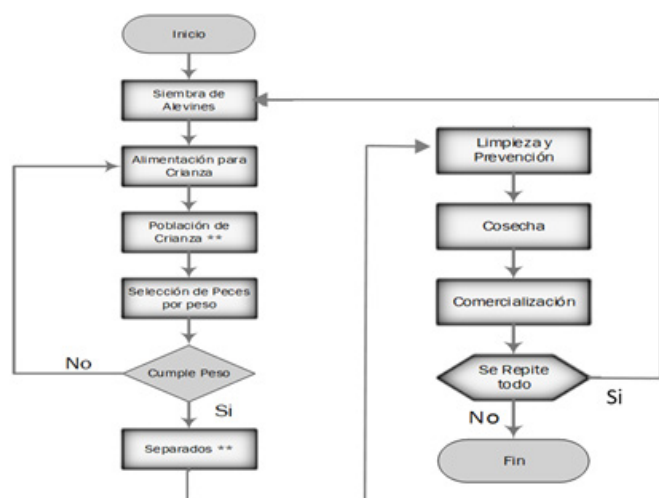 Inicio
Siembra de
Alevines
Alimentación para
Crianza
Población de
Crianza **
Selección de Peces
por peso
No
Cumple Peso
Si
Separados **
Limpieza y
Prevención
Cosecha
Comercialización
Se Repite
todo
Si
No
Fin